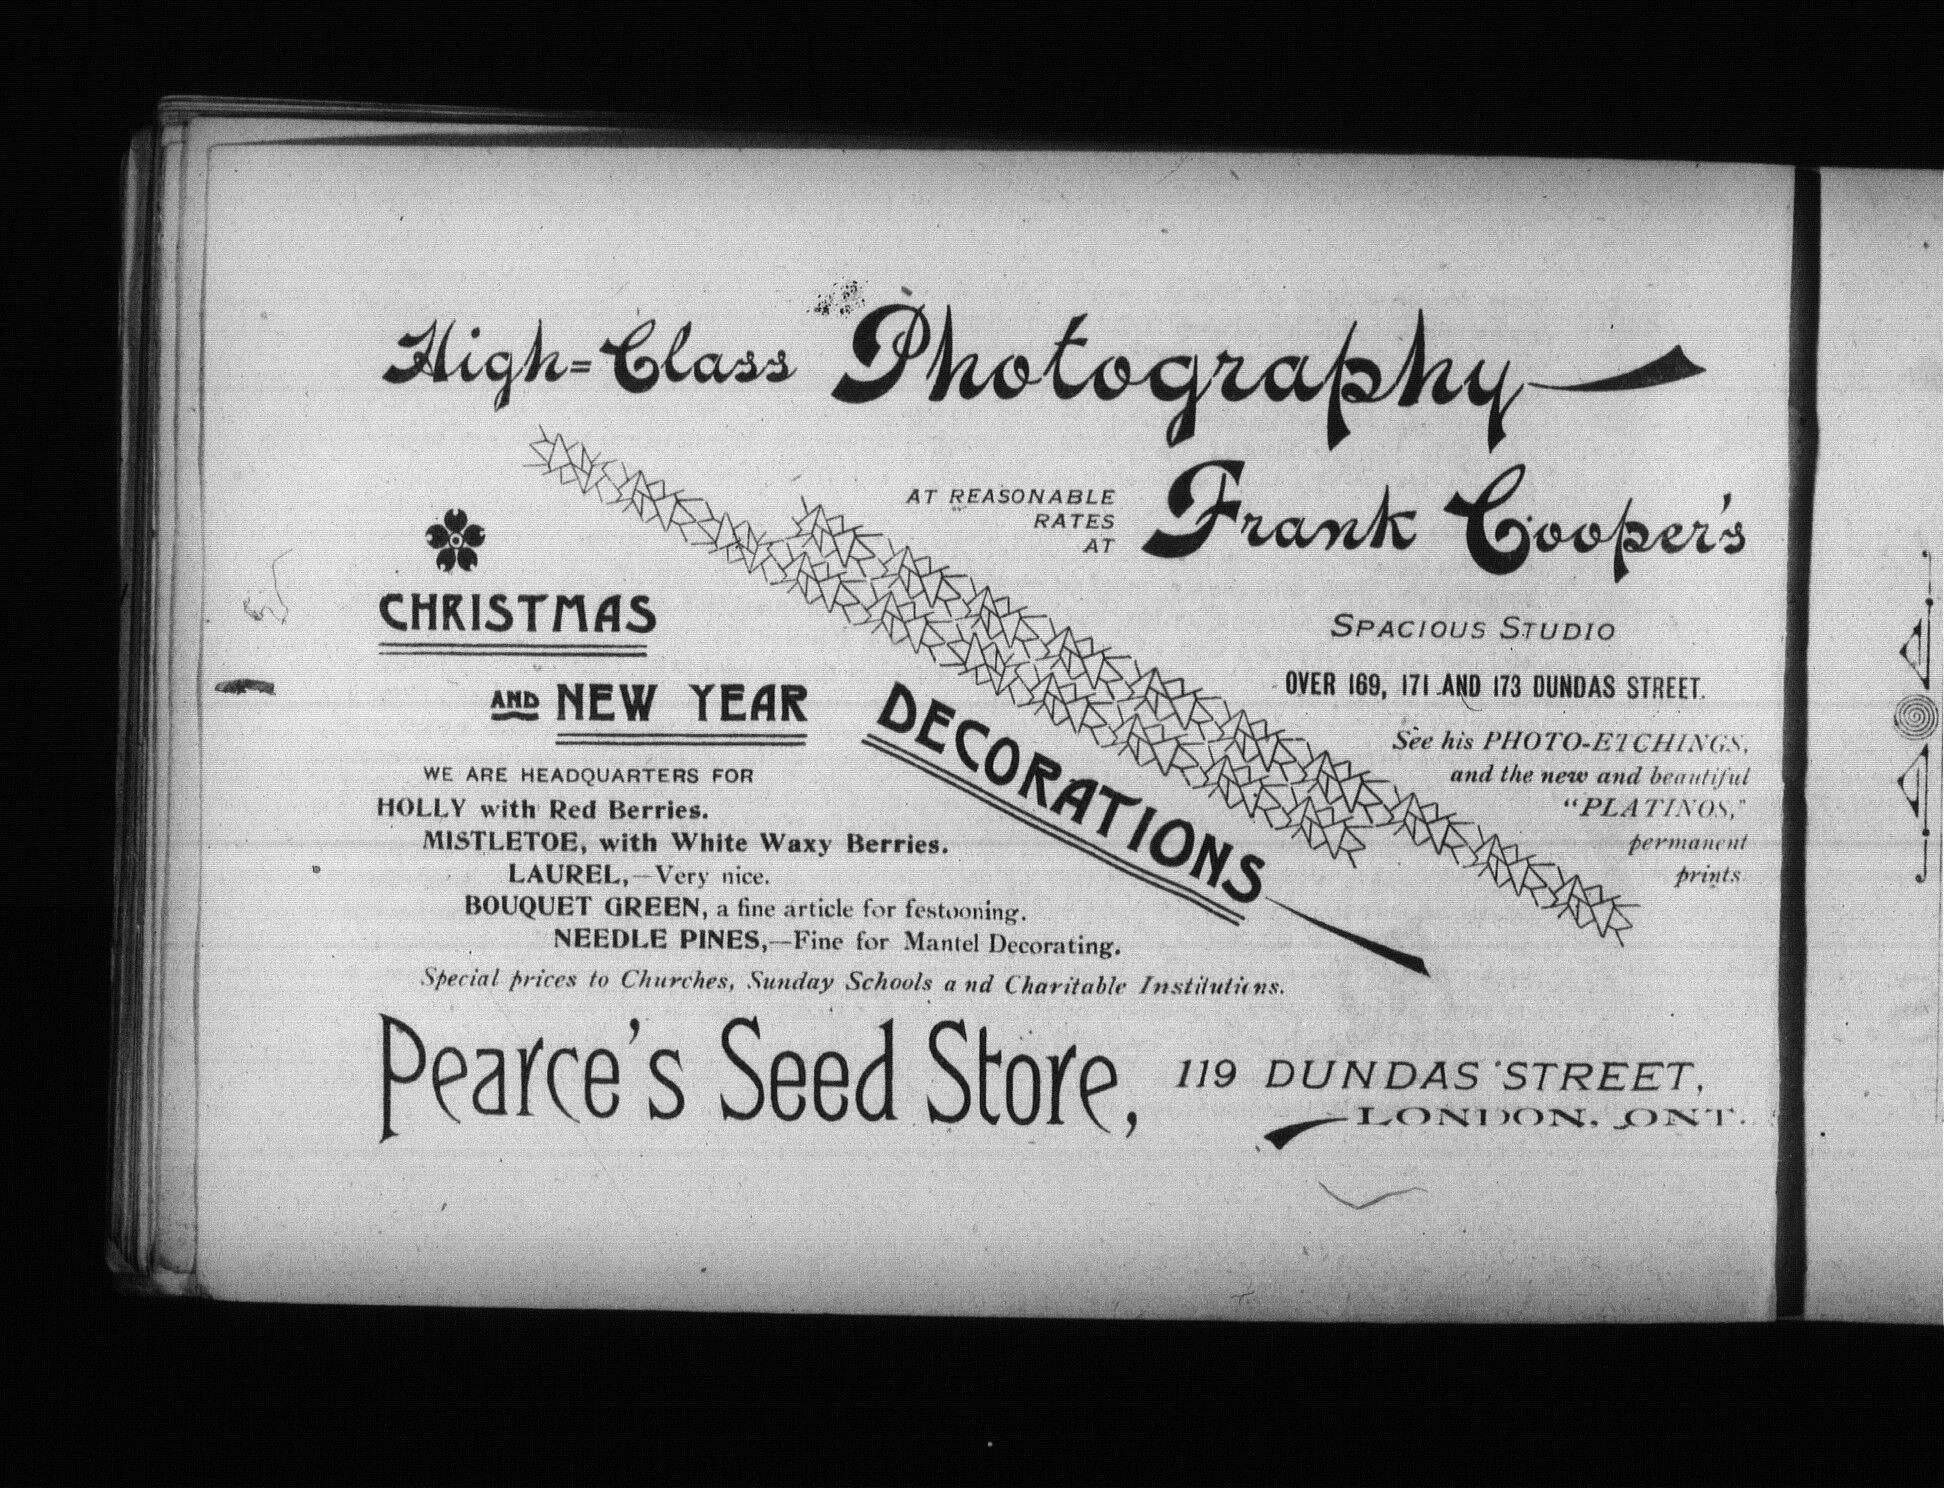 High=Class Photography
AT REASONABLE
RATES
AT
Frank Cooper's
SPACIOUS STUDIO
OVER 169, 171 AND 173 DUNDAS STREET.
See his PHOTO-ETCHINGS,
and the new and beautiful
"PLATINOS,"
permanent
prints
CHRISTMAS
AND NEW YEAR
DECORATIONS
WE ARE HEADQUARTERS FOR
HOLLY with Red Berries.
MISTLETOE, with White Waxy Berries.
LAUREL,—Very nice.
BOUQUET GREEN, a fine article for festooning.
NEEDLE PINES,—Fine for Mantel Decorating.
Special prices to Churches, Sunday Schools and Charitable Institutions.
Pearce's Seed Store, 119 DUNDAS STREET,
LONDON, ONT.